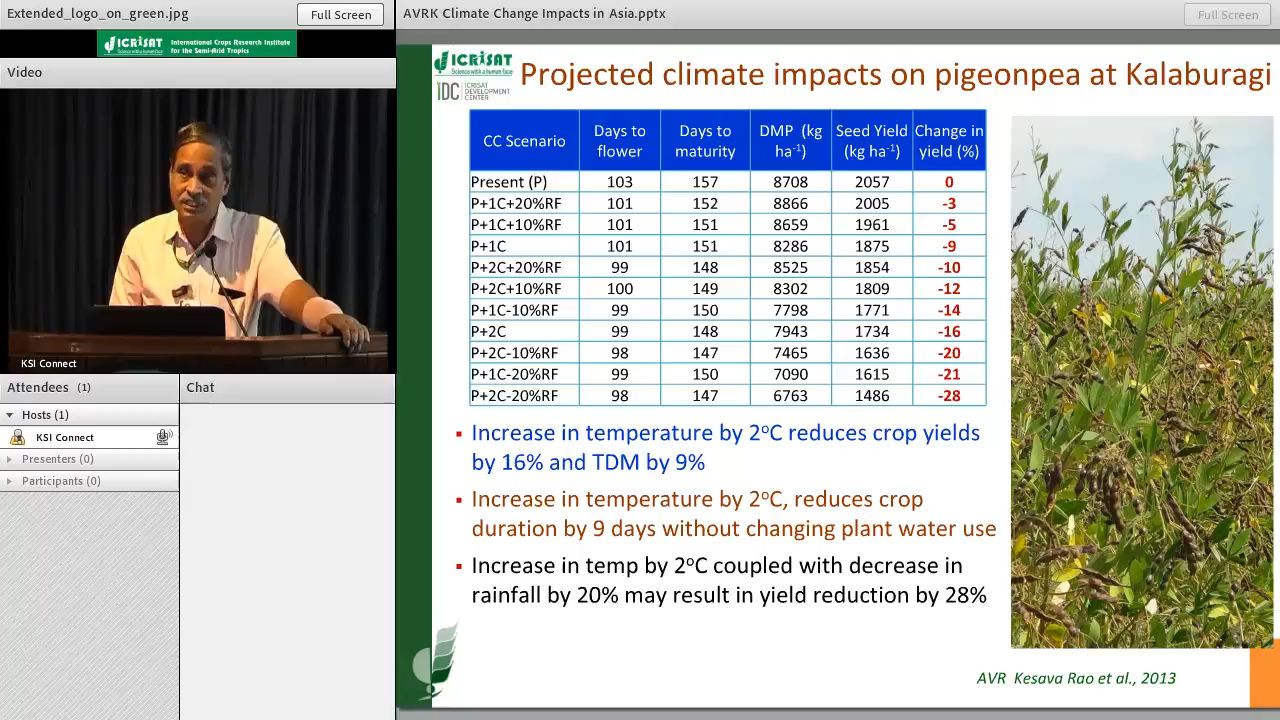 Extended_logo_on_green.jpg
Full Screen
ICRISAT
Science with a human face
International Crops Research Institute
for the Semi-Arid Tropics
Video
KSI Connect
Attendees (1)
Hosts (1)
KSI Connect
Presenters (0)
Participants (0)
Chat
AVRK Climate Change Impacts in Asia.pptx
Full Screen
ICRISAT
Science with a human face
IDC ICRISAT
DEVELOPMENT
CENTER
Projected climate impacts on pigeonpea at Kalaburagi
CC Scenario Days to flower Days to maturity DMP (kg ha-1) Seed Yield (kg ha-1) Change in yield (%)
Present (P) 103 157 8708 2057 0
P+1C+20%RF 101 152 8866 2005 -3
P+1C+10%RF 101 151 8659 1961 -5
P+1C 101 151 8286 1875 -9
P+2C+20%RF 99 148 8525 1854 -10
P+2C+10%RF 100 149 8302 1809 -12
P+1C-10%RF 99 150 7798 1771 -14
P+2C 99 148 7943 1734 -16
P+2C-10%RF 98 147 7465 1636 -20
P+1C-20%RF 99 150 7090 1615 -21
P+2C-20%RF 98 147 6763 1486 -28
▪ Increase in temperature by 2oC reduces crop yields
by 16% and TDM by 9%
▪ Increase in temperature by 2oC, reduces crop
duration by 9 days without changing plant water use
▪ Increase in temp by 2oC coupled with decrease in
rainfall by 20% may result in yield reduction by 28%
AVR Kesava Rao et al., 2013